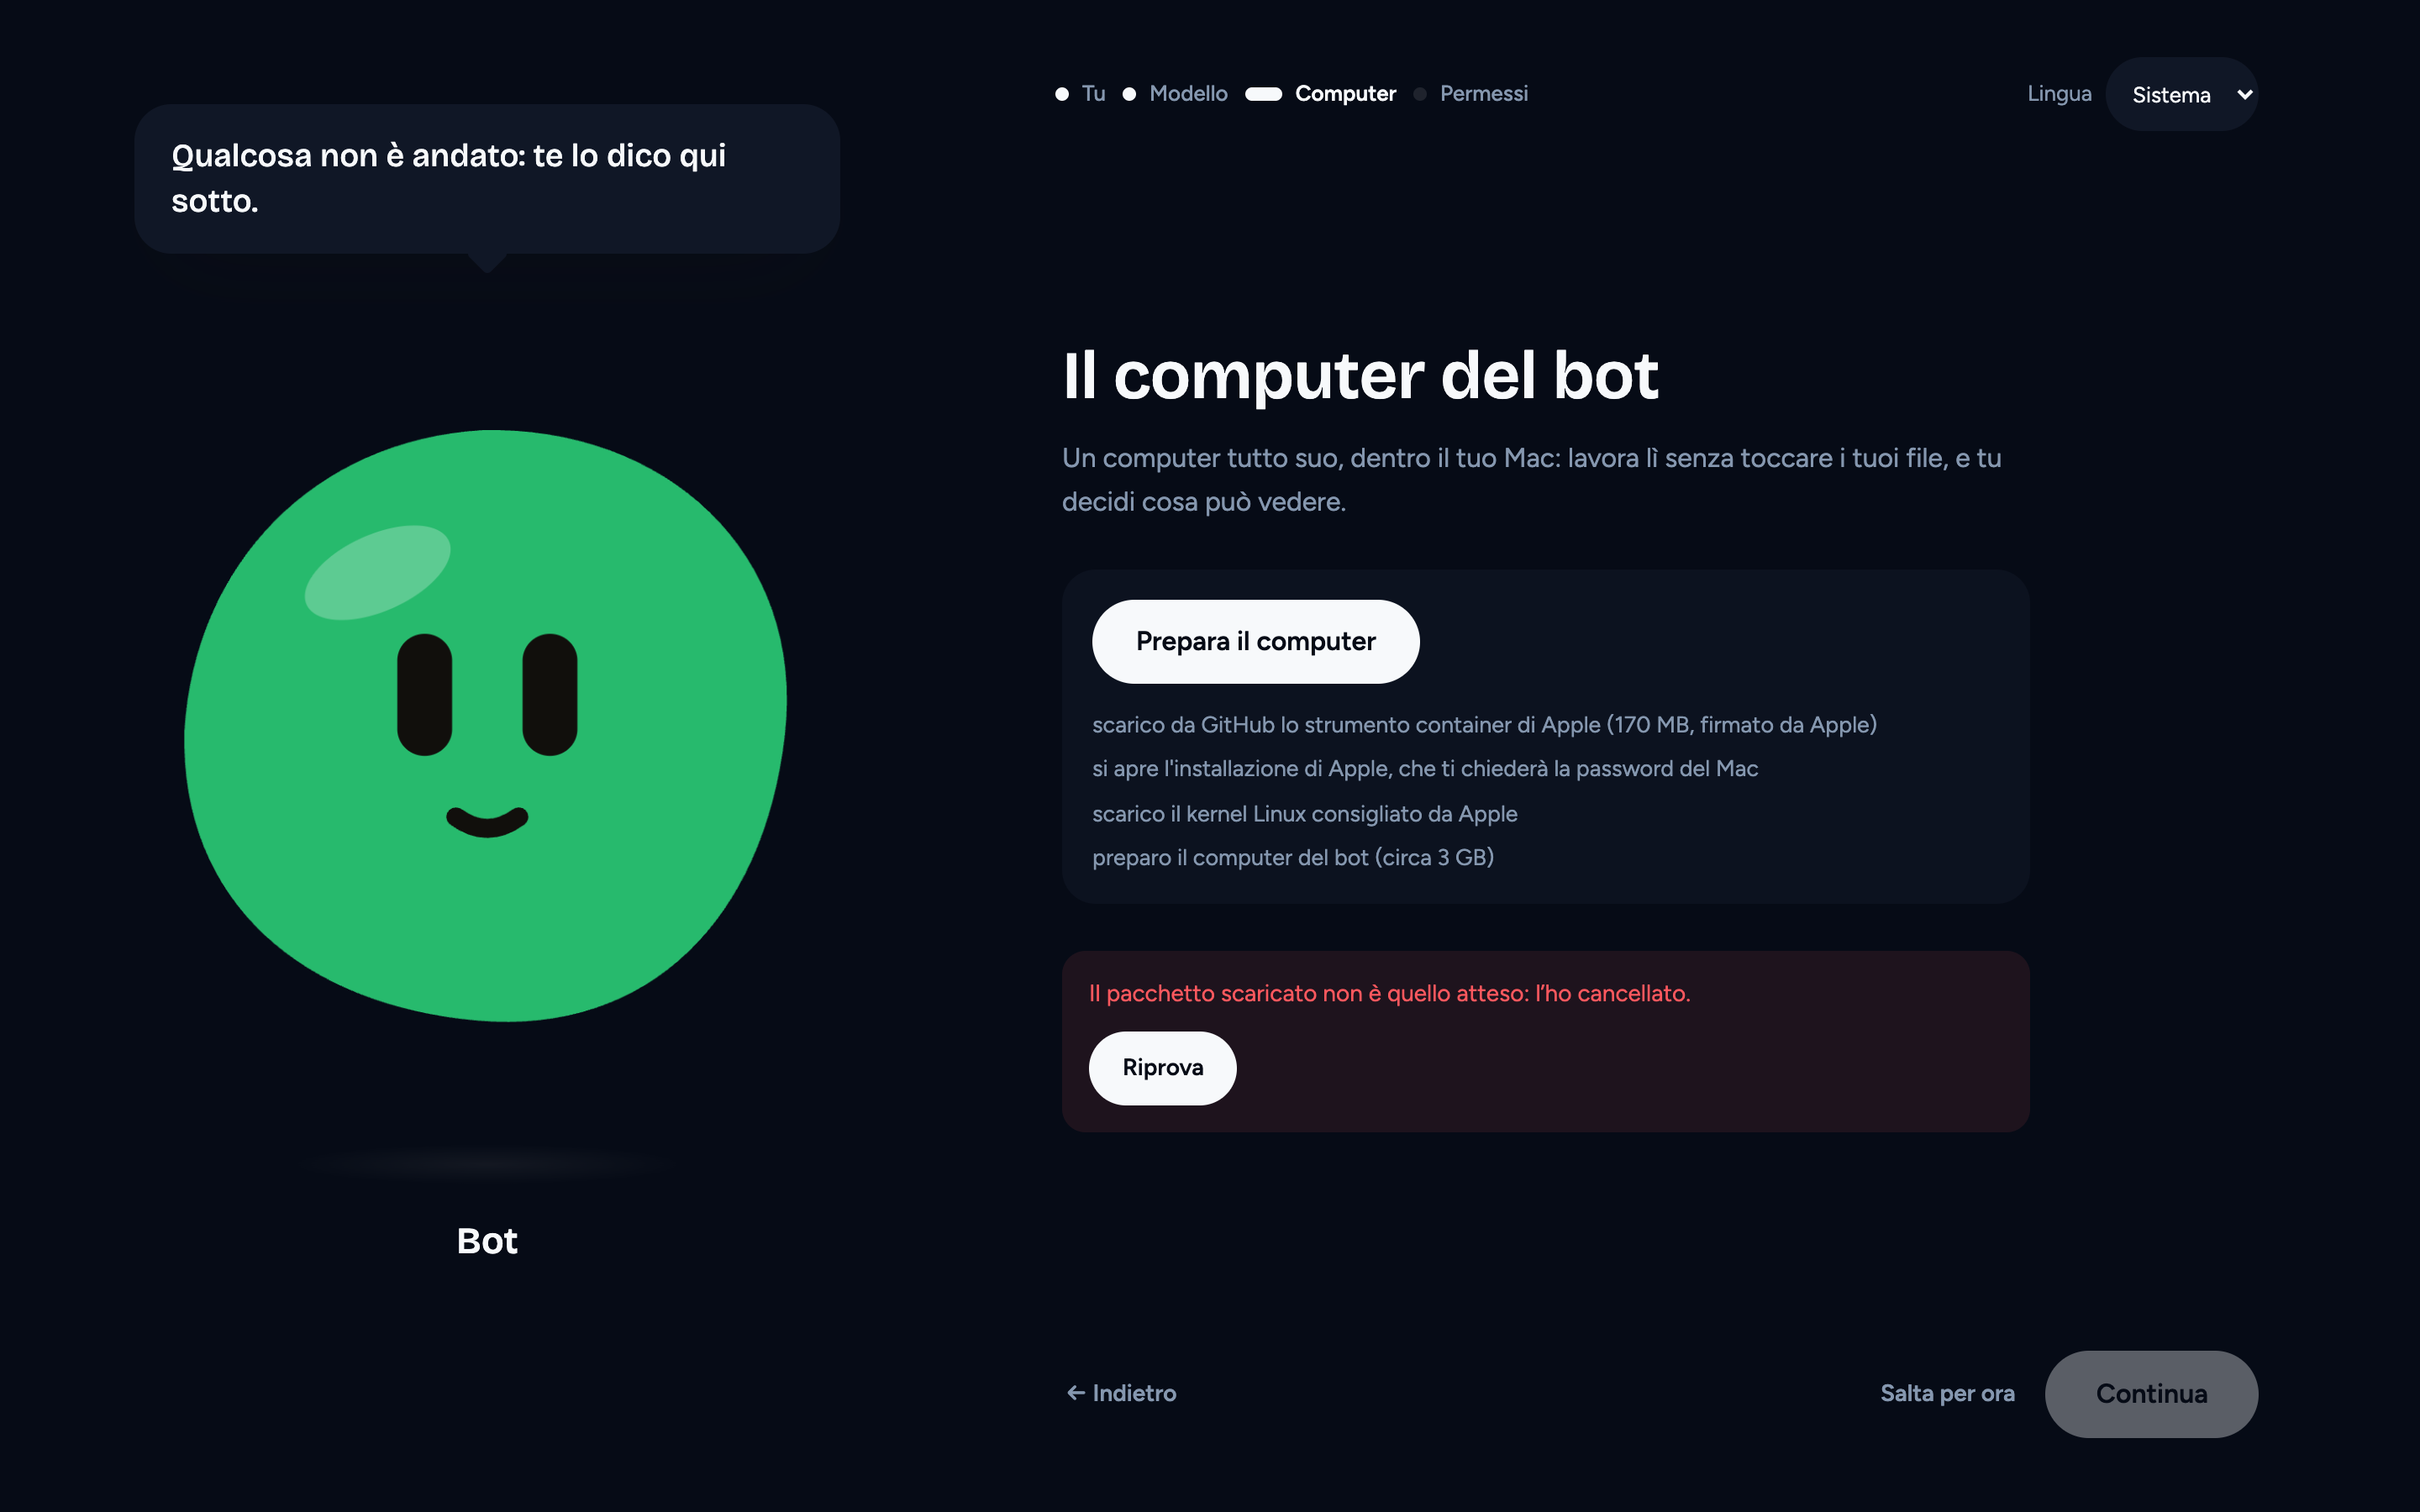 Tu
Modello
Computer
Permessi
Lingua
Sistema
Qualcosa non è andato: te lo dico qui
sotto.
Bot
Il computer del bot
Un computer tutto suo, dentro il tuo Mac: lavora lì senza toccare i tuoi file, e tu
decidi cosa può vedere.
Prepara il computer
scarico da GitHub lo strumento container di Apple (170 MB, firmato da Apple)
si apre l'installazione di Apple, che ti chiederà la password del Mac
scarico il kernel Linux consigliato da Apple
preparo il computer del bot (circa 3 GB)
Il pacchetto scaricato non è quello atteso: l’ho cancellato.
Riprova
← Indietro
Salta per ora
Continua